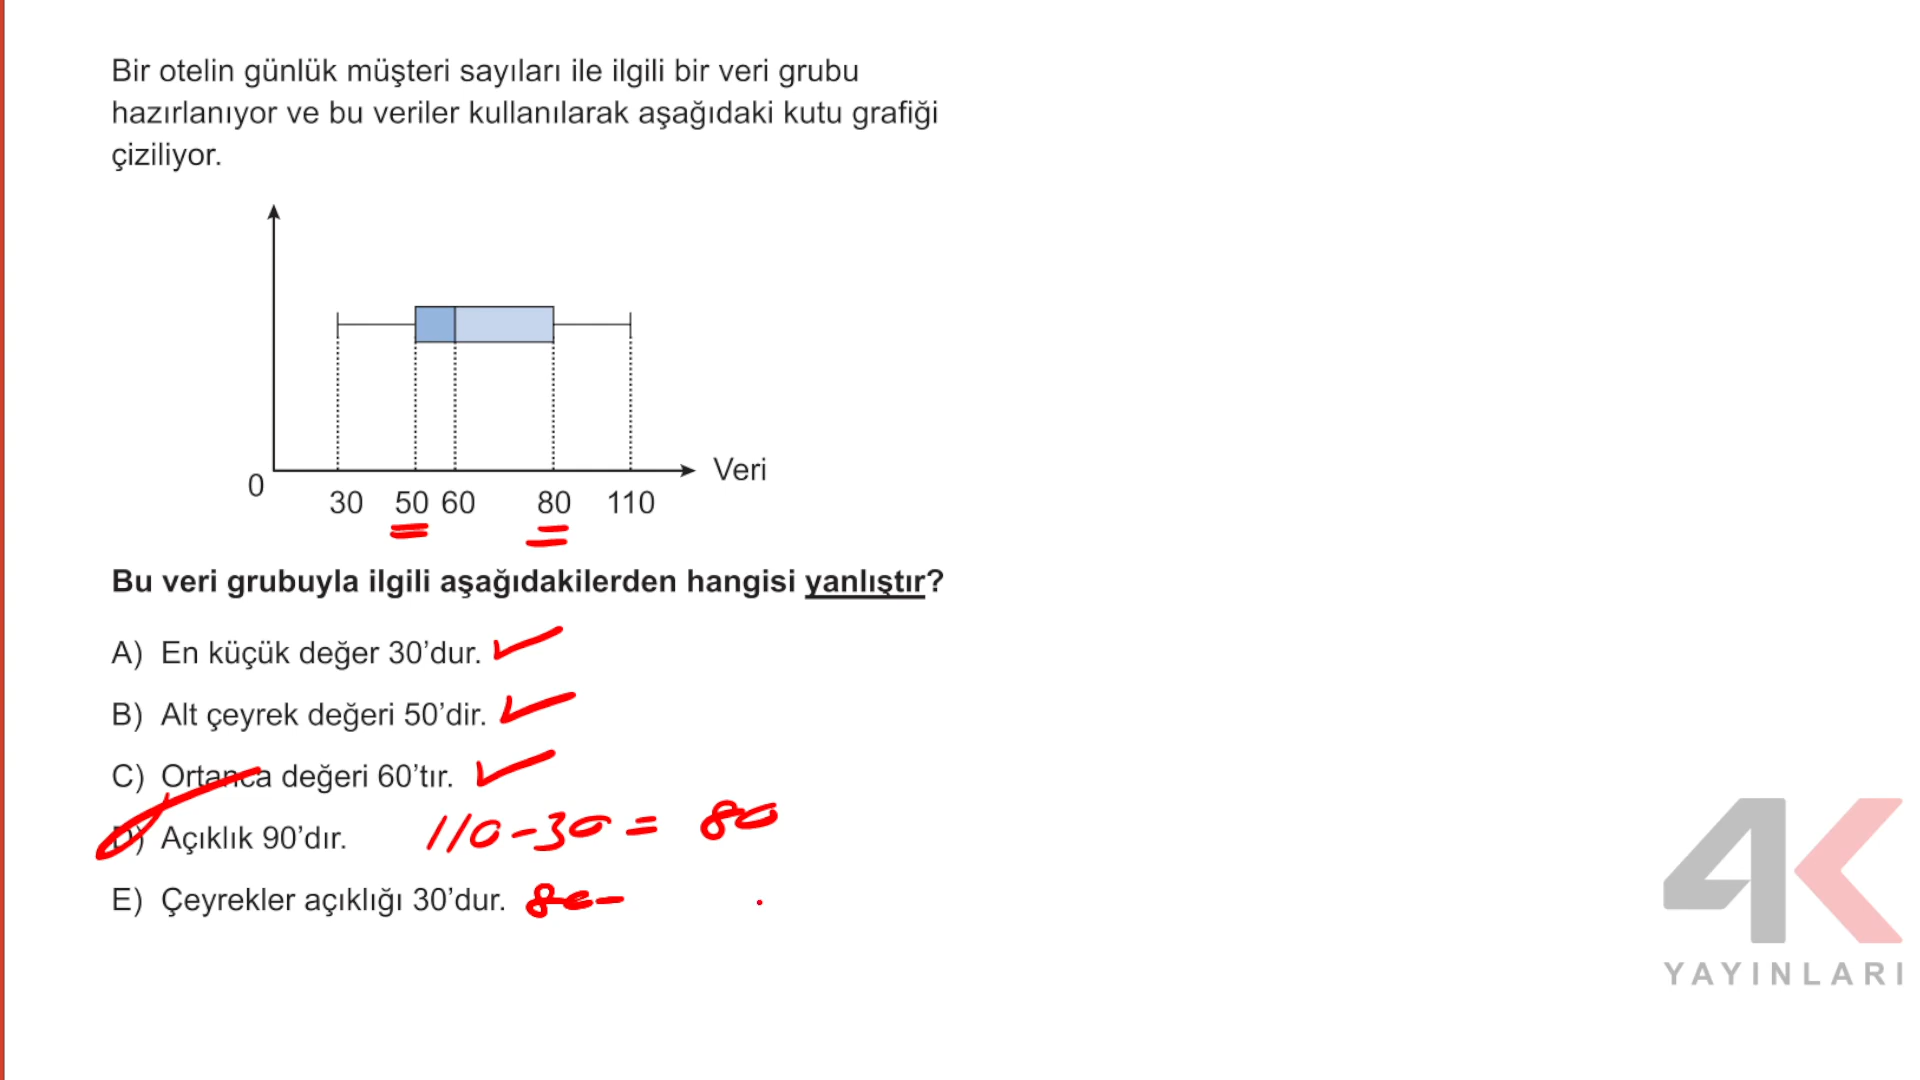 Bir otelin günlük müşteri sayıları ile ilgili bir veri grubu
hazırlanıyor ve bu veriler kullanılarak aşağıdaki kutu grafiği
çiziliyor.
0
Veri
30 50 60 80 110
Bu veri grubuyla ilgili aşağıdakilerden hangisi yanlıştır?
A) En küçük değer 30'dur.
B) Alt çeyrek değeri 50'dir.
C) Ortanca değeri 60'tır.
D) Açıklık 90'dır. 110-30= 80
E) Çeyrekler açıklığı 30'dur. 80-
4K
YAYINLARI